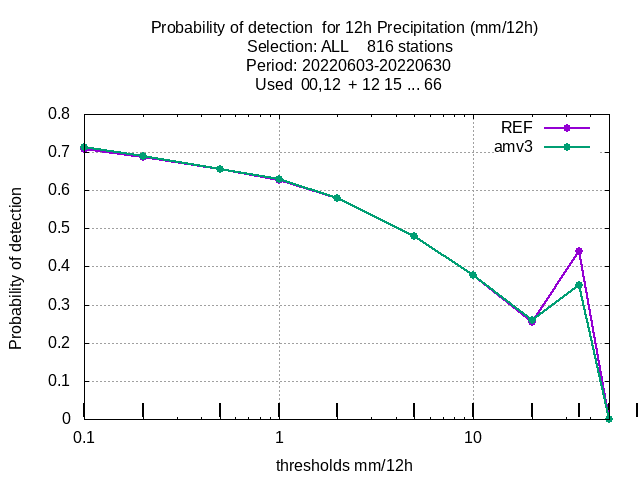 Probability of detection  for 12h Precipitation (mm/12h)
Selection: ALL    816 stations
Period: 20220603-20220630
Used  00,12  + 12 15 ... 66
REF
amv3
Probability of detection
0.8
0.7
0.6
0.5
0.4
0.3
0.2
0.1
0
0.1 1 10
thresholds mm/12h